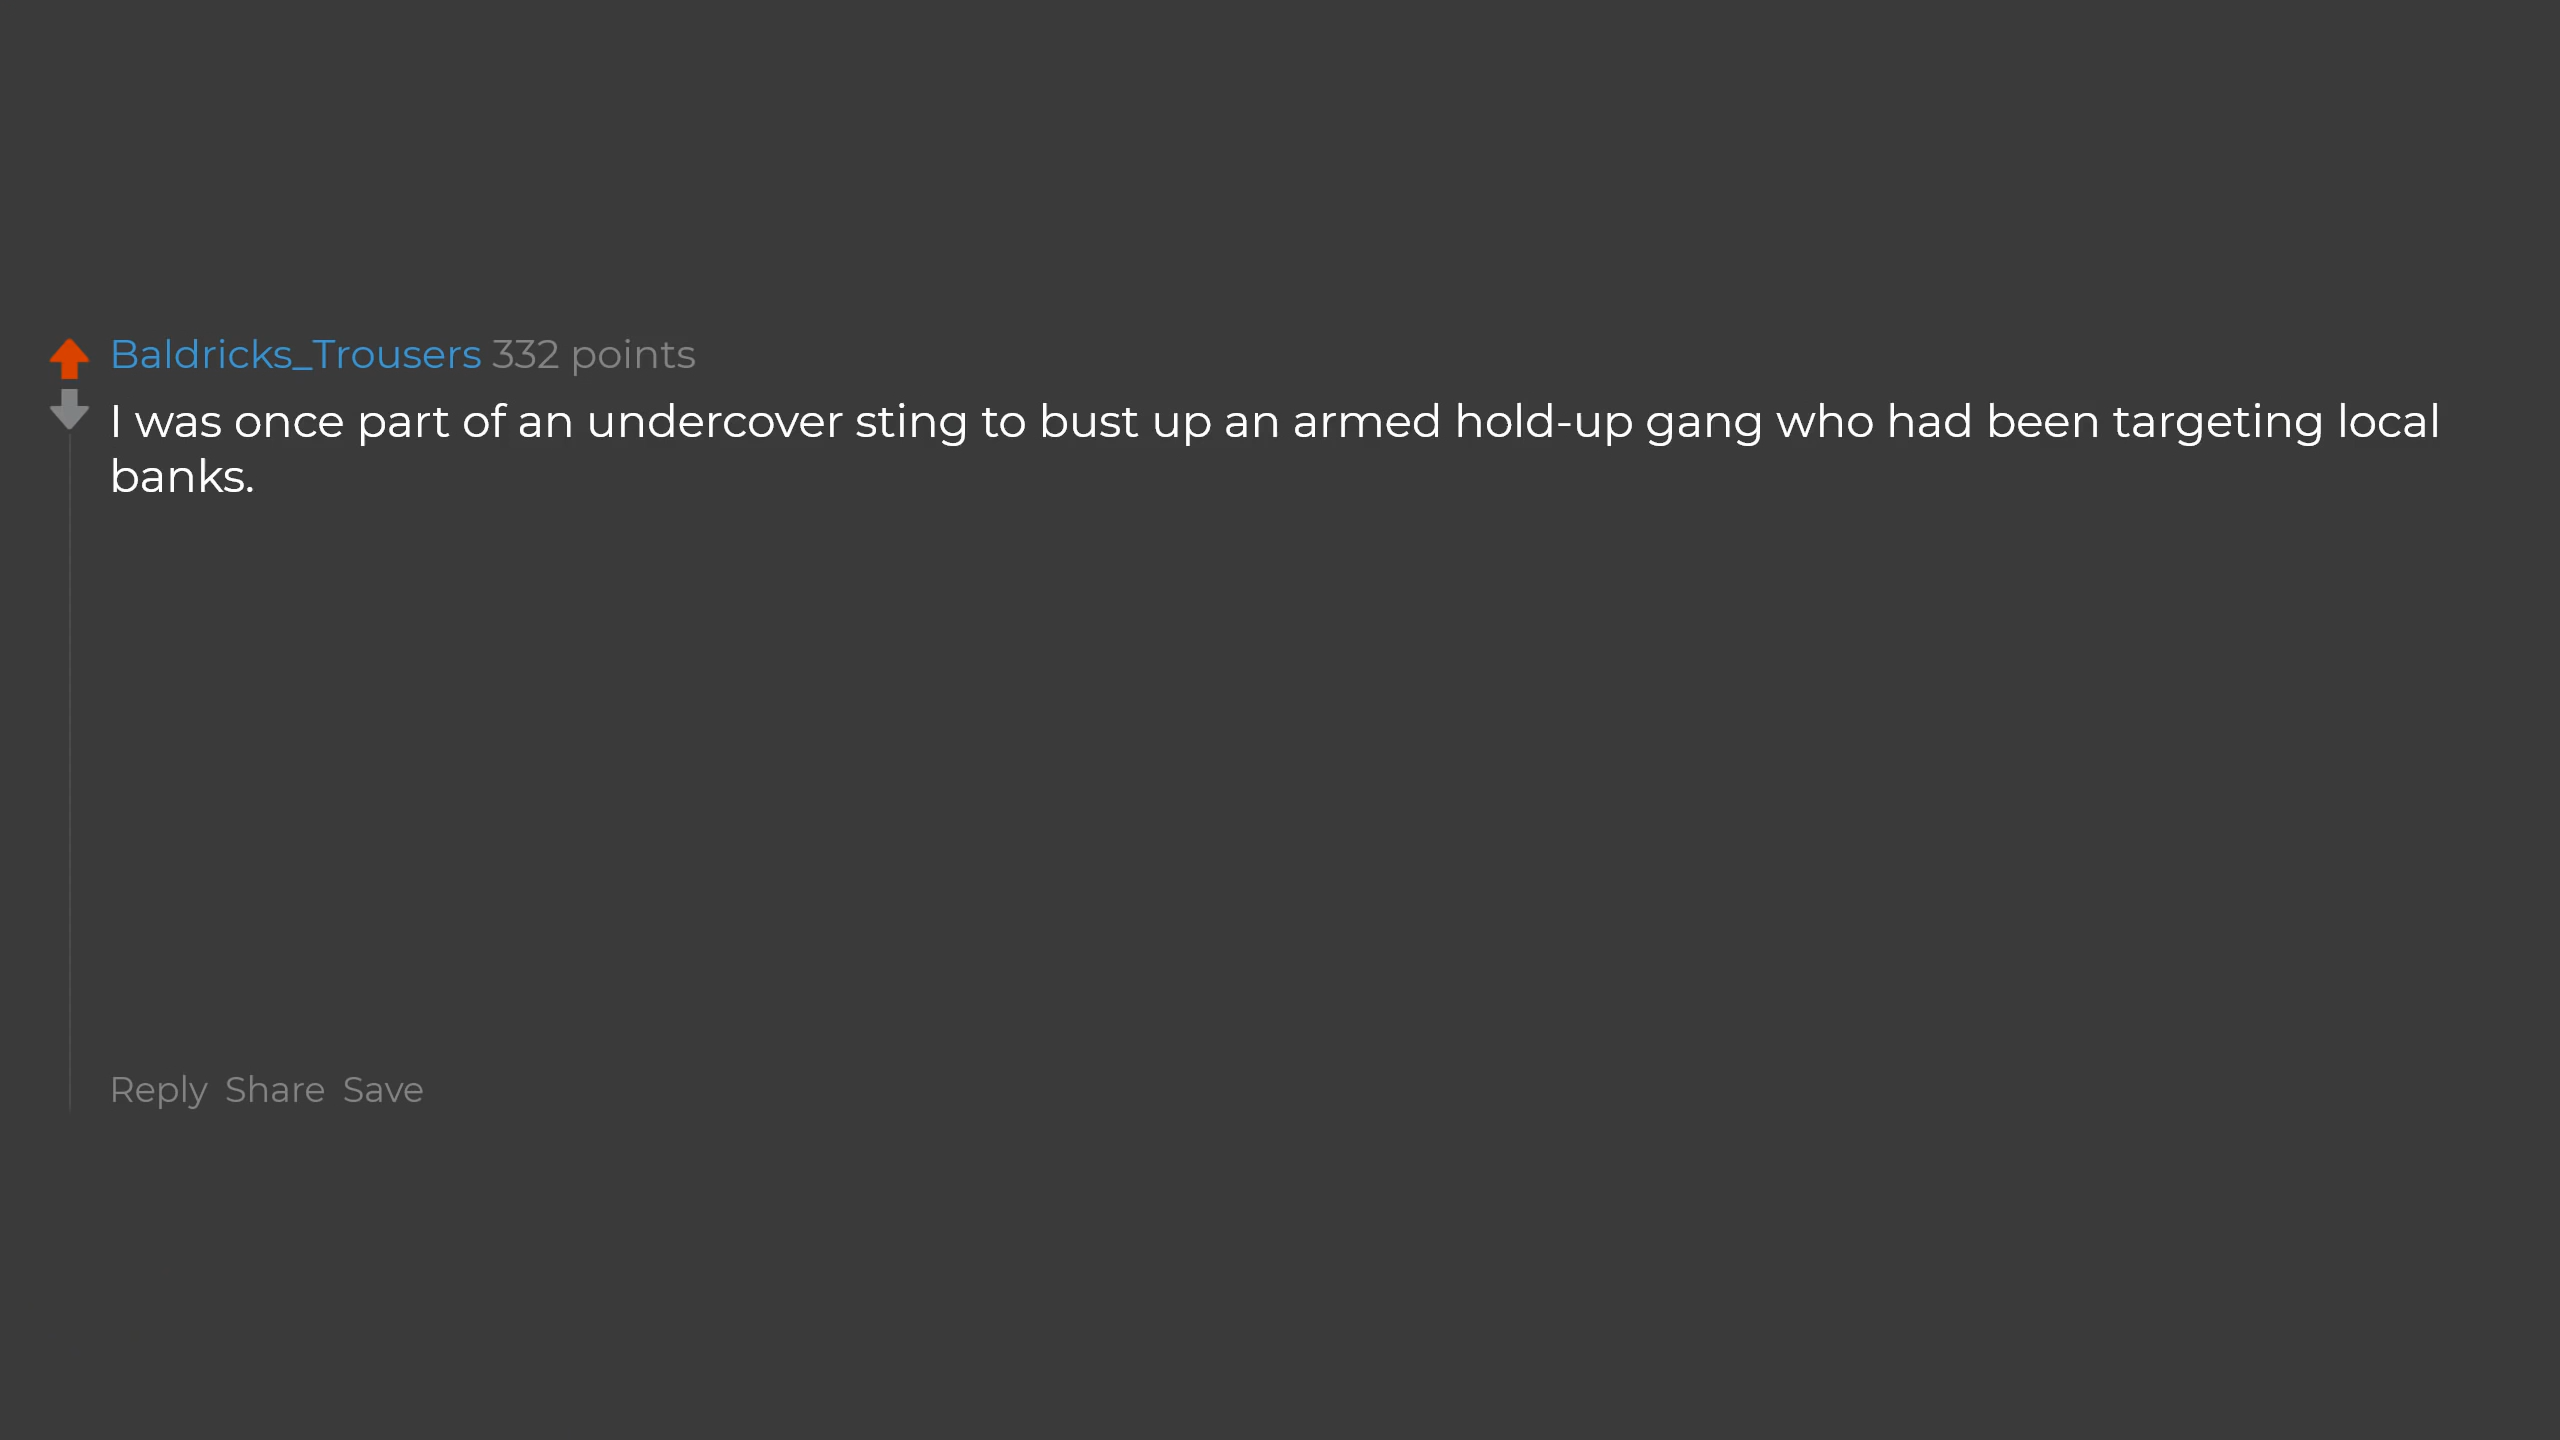 Baldricks_Trousers 332 points
I was once part of an undercover sting to bust up an armed hold-up gang who had been targeting local
banks.
Reply Share Save